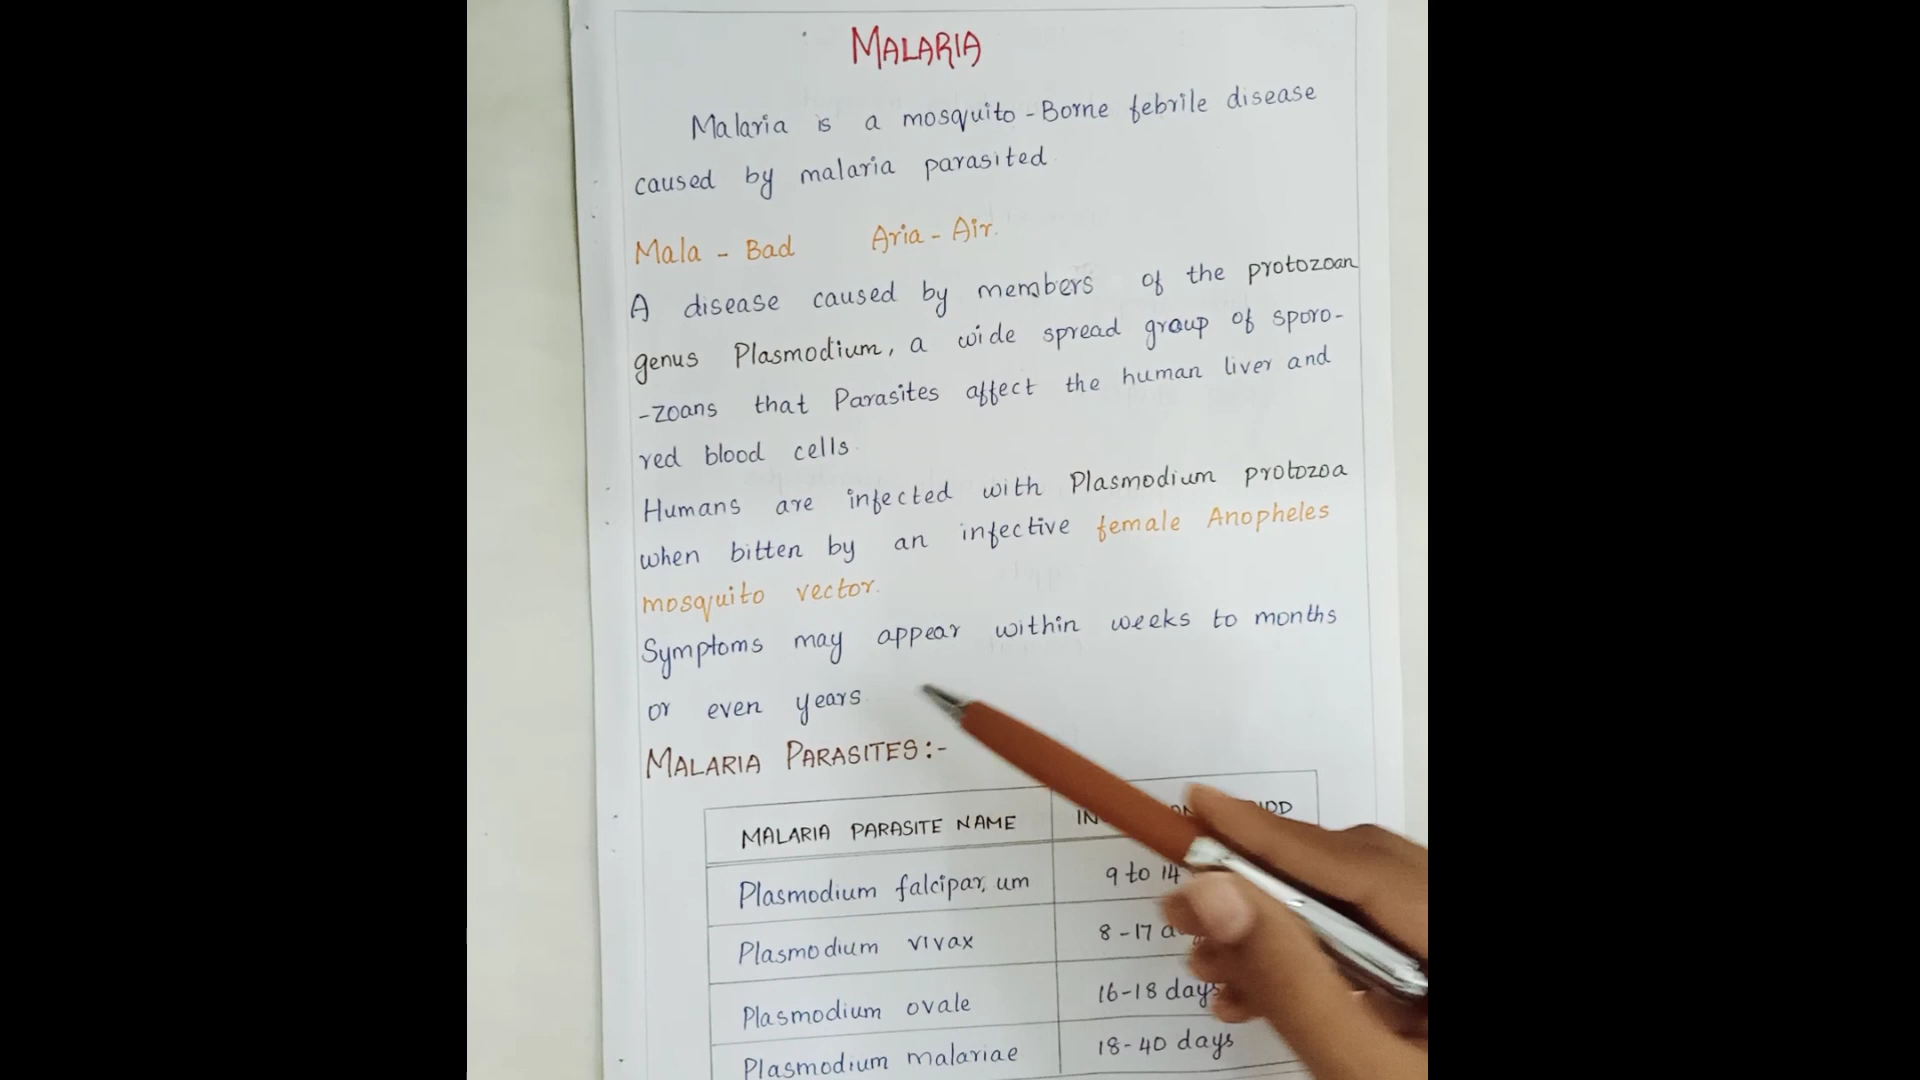 MALARIA
Malaria is a mosquito-Borne febrile disease
caused by malaria parasited
Mala - Bad Aria - Air.
A disease caused by members of the protozoan
genus Plasmodium, a wide spread group of sporo-
-zoans that Parasites affect the human liver and
red blood cells.
Humans are infected with Plasmodium protozoa
when bitten by an infective female Anopheles
mosquito vector.
Symptoms may appear within weeks to months
or even years.
MALARIA PARASITES:-
MALARIA PARASITE NAME
Plasmodium falciparum 9 to 14
Plasmodium vivax 8-17
Plasmodium ovale 16-18 days
Plasmodium malariae 18-40 days